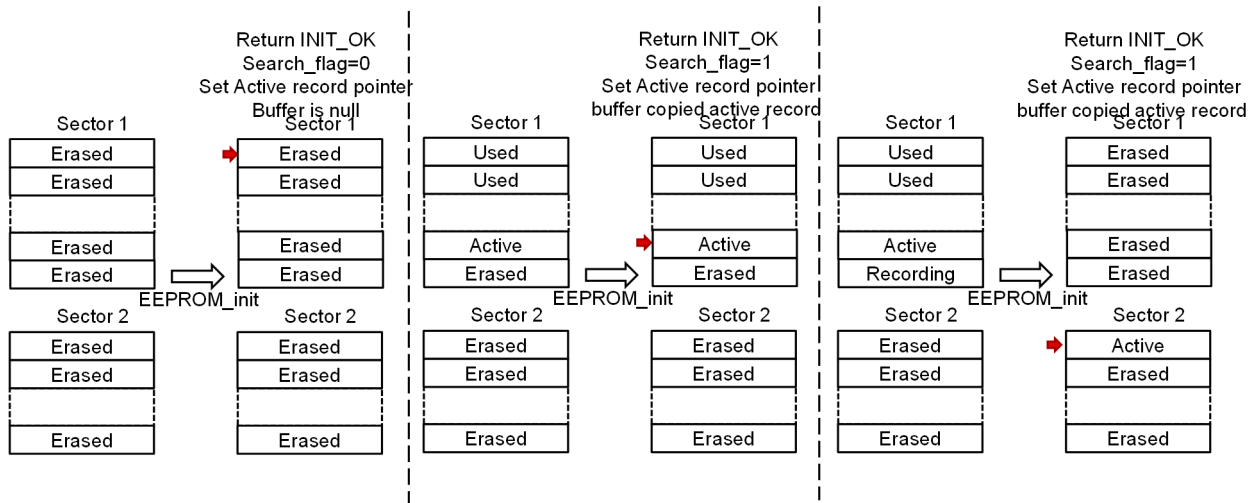 Return INIT_OK
Search_flag=0
Set Active record pointer
Buffer is null
Sector 1
Sector 1
Erased
Erased
Erased
Erased
Erased
Erased
Erased
Erased
EEPROM_init
Sector 2
Sector 2
Erased
Erased
Erased
Erased
Erased
Erased
Return INIT_OK
Search_flag=1
Set Active record pointer
buffer copied active record
Sector 1
Sector 1
Used
Used
Used
Used
Active
Active
Erased
Erased
EEPROM_init
Sector 2
Sector 2
Erased
Erased
Erased
Erased
Erased
Erased
Return INIT_OK
Search_flag=1
Set Active record pointer
buffer copied active record
Sector 1
Sector 1
Used
Erased
Used
Erased
Active
Erased
Recording
Erased
EEPROM_init
Sector 2
Sector 2
Erased
Active
Erased
Erased
Erased
Erased